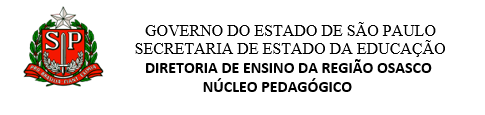 GOVERNO DO ESTADO DE SÃO PAULO
SECRETARIA DE ESTADO DA EDUCAÇÃO
DIRETORIA DE ENSINO DA REGIÃO OSASCO
NÚCLEO PEDAGÓGICO
SP